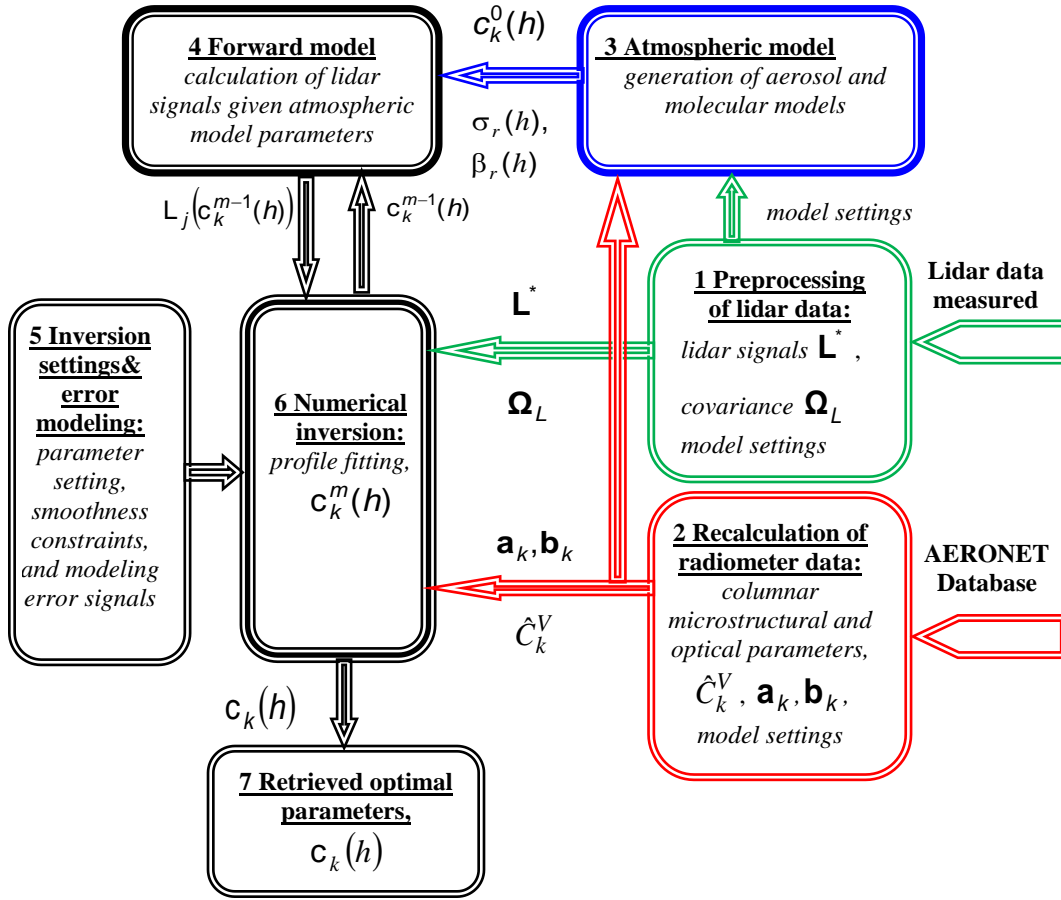 4 Forward model
calculation of lidar
signals given atmospheric
model parameters
c_k^0(h)
σ_r(h),
β_r(h)
3 Atmospheric model
generation of aerosol and
molecular models
L_j(c_k^{m−1}(h))
c_k^{m−1}(h)
model settings
1 Preprocessing
of lidar data:
lidar signals L^* ,
covariance Ω_L
model settings
Lidar data
measured
L^*
Ω_L
5 Inversion
settings&
error
modeling:
parameter
setting,
smoothness
constraints,
and modeling
error signals
6 Numerical
inversion:
profile fitting,
c_k^m(h)
a_k,b_k
Ĉ_k^V
2 Recalculation of
radiometer data:
columnar
microstructural and
optical parameters,
Ĉ_k^V , a_k, b_k,
model settings
AERONET
Database
c_k(h)
7 Retrieved optimal
parameters,
c_k(h)